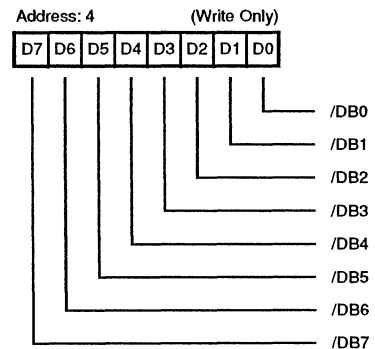 Address: 4 (Write Only)
D7 D6 D5 D4 D3 D2 D1 D0
/DB0
/DB1
/DB2
/DB3
/DB4
/DB5
/DB6
/DB7